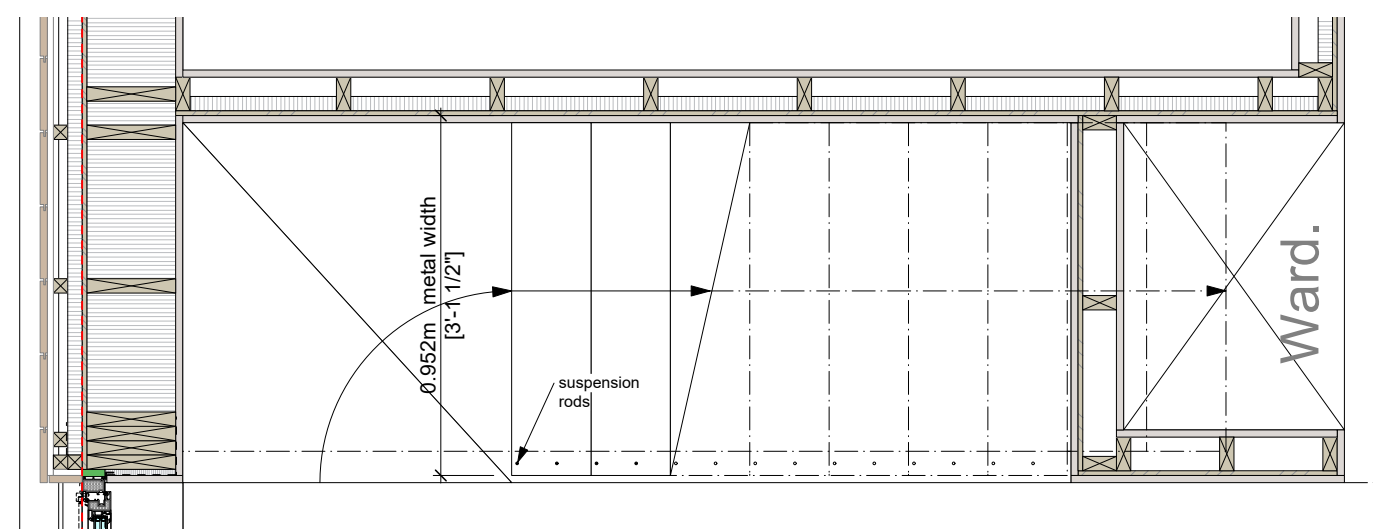 0.952m metal width
[3'-1 1/2"]
suspension
rods
Ward.